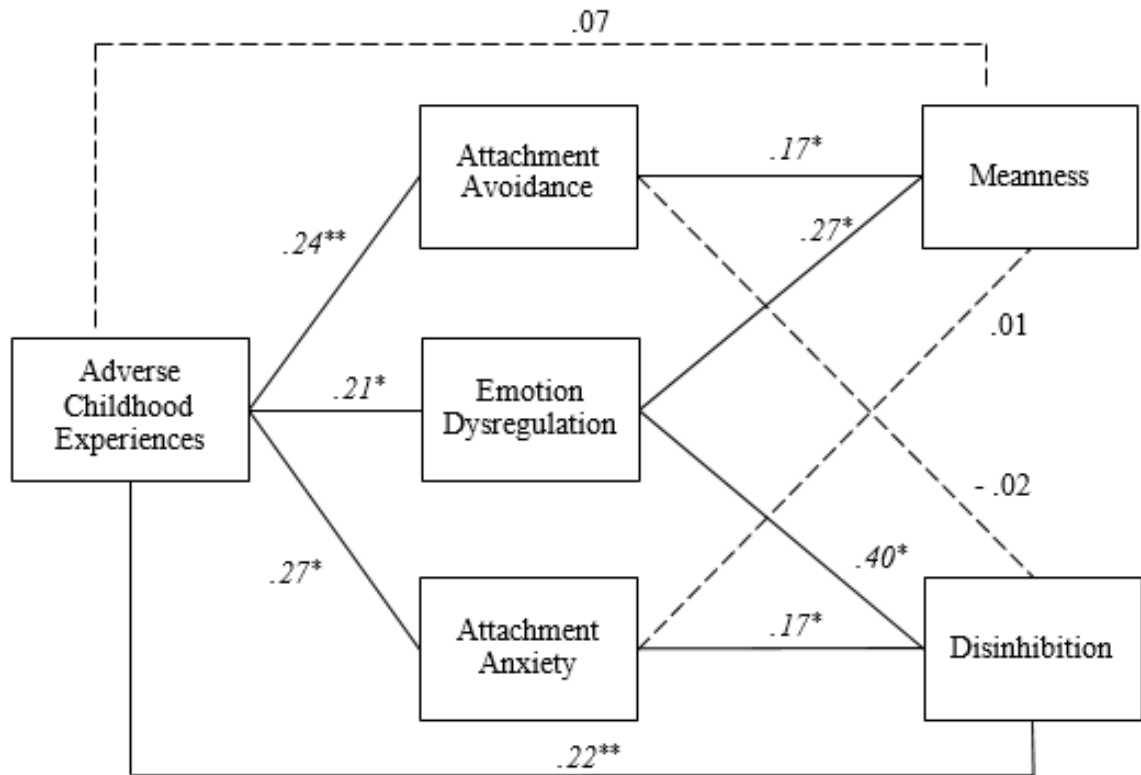 .07
Attachment
Avoidance
.17*
Meanness
.24**
.27*
Adverse
Childhood
Experiences
.21*
Emotion
Dysregulation
.01
- .02
.27*
.40*
Attachment
Anxiety
.17*
Disinhibition
.22**